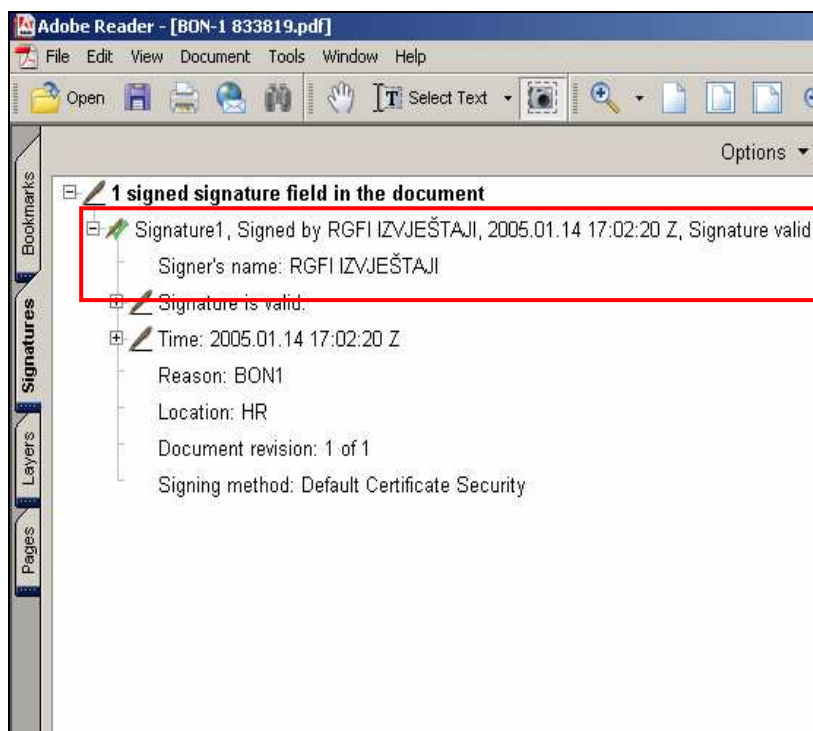 Adobe Reader - [BON-1 833819.pdf]
File Edit View Document Tools Window Help
Open Select Text
Options
Bookmarks
Signatures
Layers
Pages
1 signed signature field in the document
Signature1, Signed by RGFI IZVJEŠTAJI, 2005.01.14 17:02:20 Z, Signature valid
Signer's name: RGFI IZVJEŠTAJI
Signature is valid:
Time: 2005.01.14 17:02:20 Z
Reason: BON1
Location: HR
Document revision: 1 of 1
Signing method: Default Certificate Security